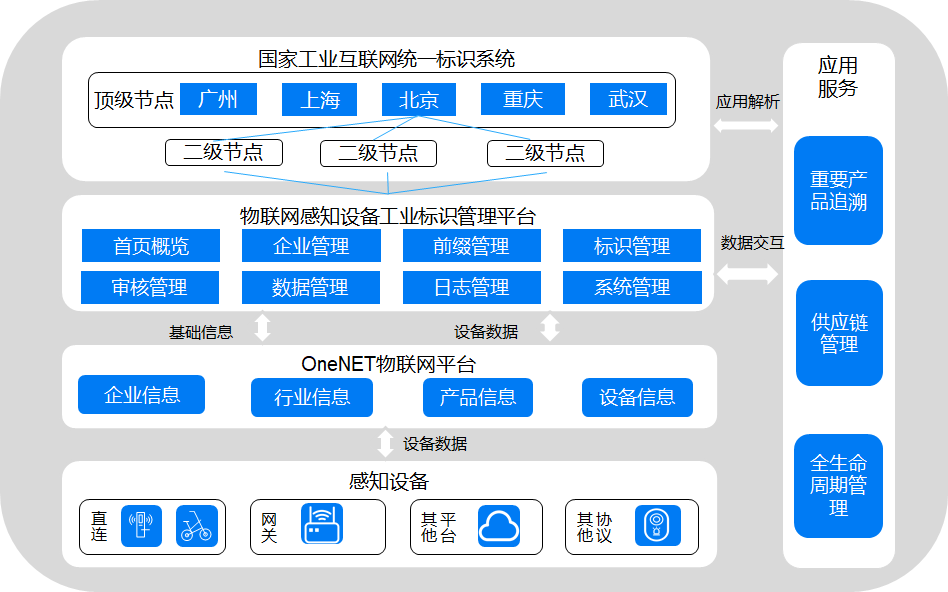 国家工业互联网统一标识系统
顶级节点
广州
上海
北京
重庆
武汉
二级节点
二级节点
二级节点
物联网感知设备工业标识管理平台
首页概览
企业管理
前缀管理
标识管理
审核管理
数据管理
日志管理
系统管理
基础信息
设备数据
OneNET物联网平台
企业信息
行业信息
产品信息
设备信息
设备数据
感知设备
直
连
网
关
其平
他台
其协
他议
应用解析
数据交互
应用
服务
重要产
品追溯
供应链
管理
全生命
周期管
理